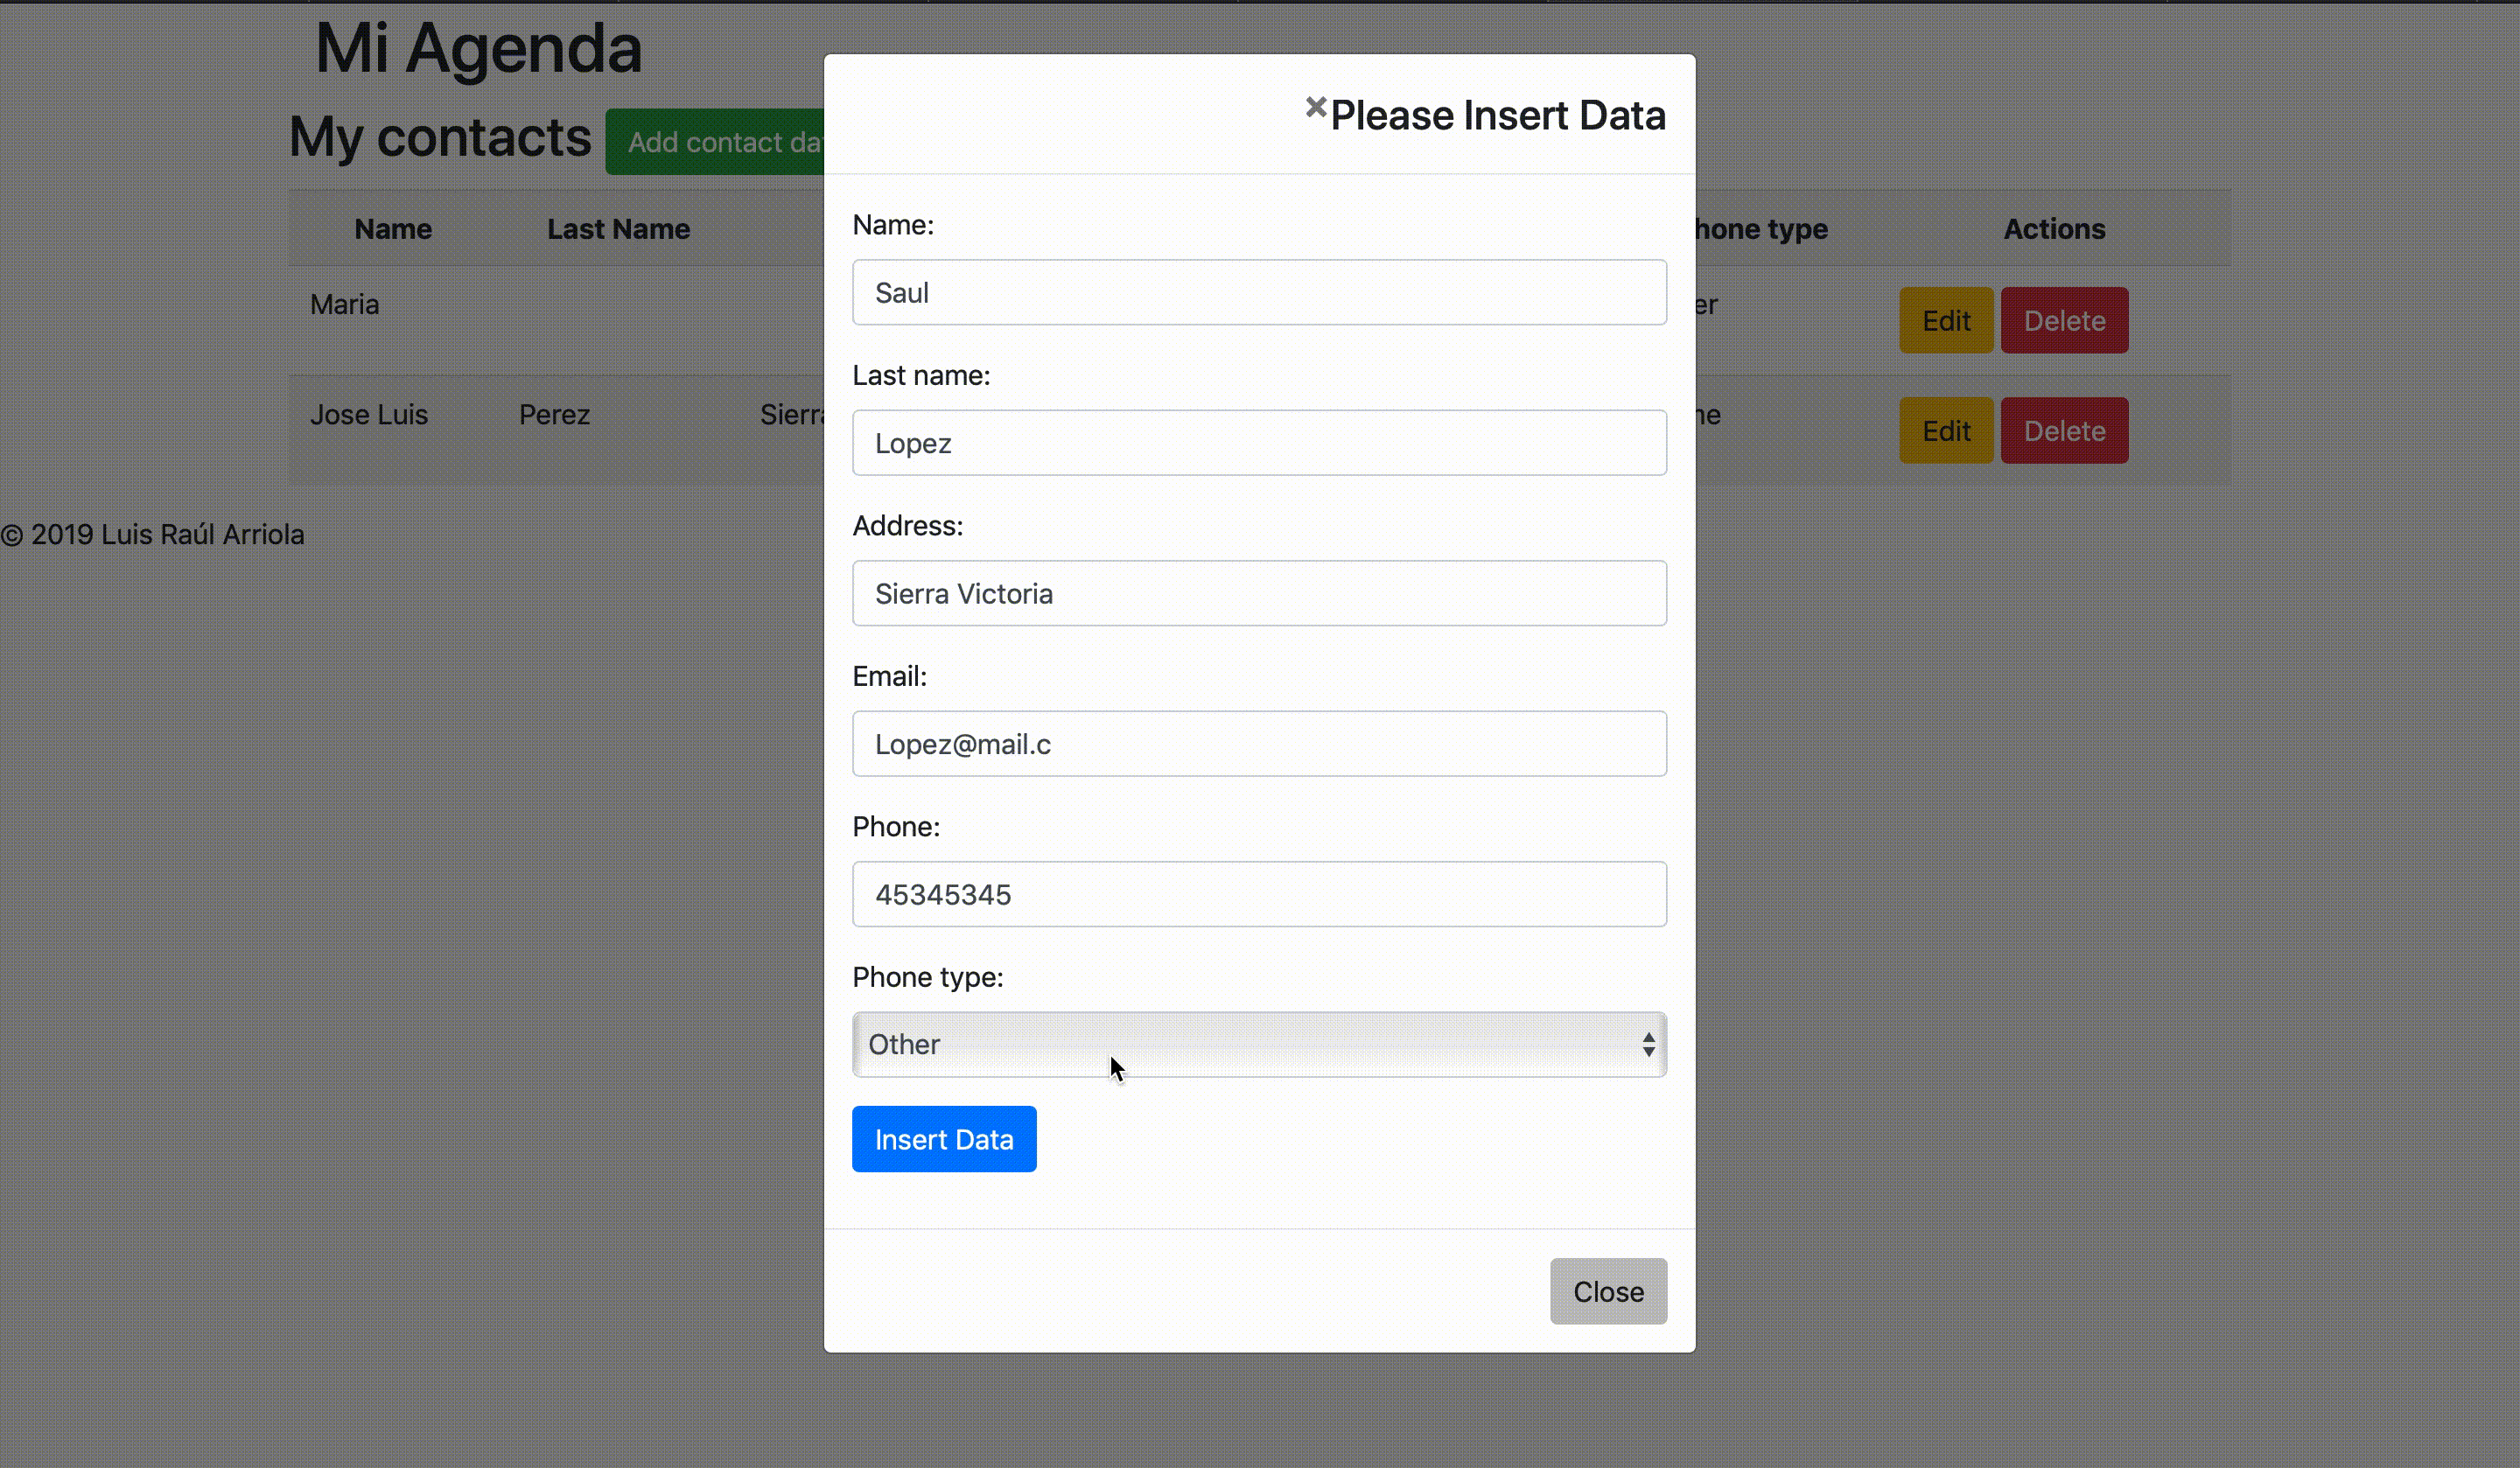 Mi Agenda
My contacts Add contact da
Name Last Name hone type Actions
Maria er Edit Delete
Jose Luis Perez Sierra ne Edit Delete
© 2019 Luis Raúl Arriola
×Please Insert Data
Name:
Saul
Last name:
Lopez
Address:
Sierra Victoria
Email:
Lopez@mail.c
Phone:
45345345
Phone type:
Other
Insert Data
Close